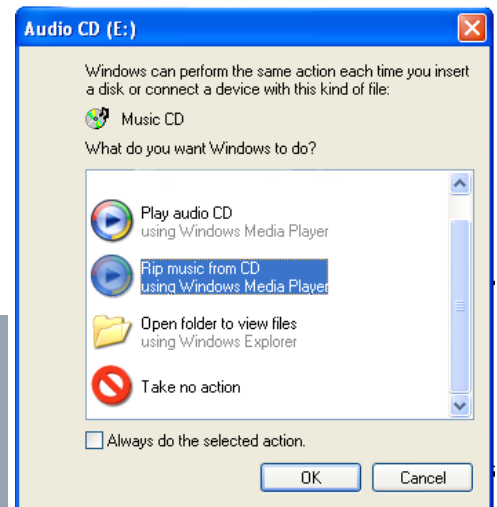 Audio CD (E:)
Windows can perform the same action each time you insert
a disk or connect a device with this kind of file:
Music CD
What do you want Windows to do?
Play audio CD
using Windows Media Player
Rip music from CD
using Windows Media Player
Open folder to view files
using Windows Explorer
Take no action
Always do the selected action.
OK
Cancel